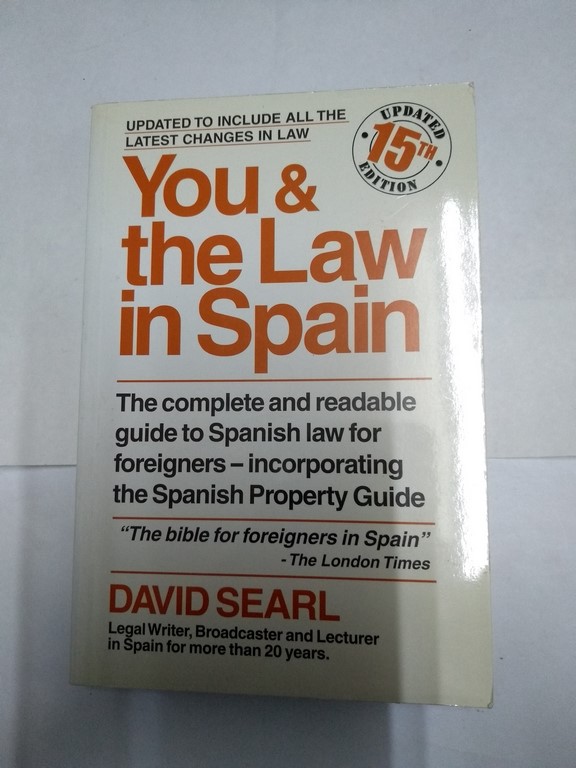 UPDATED TO INCLUDE ALL THE
LATEST CHANGES IN LAW
UPDATED
15TH
EDITION
You &
the Law
in Spain
The complete and readable
guide to Spanish law for
foreigners – incorporating
the Spanish Property Guide
“The bible for foreigners in Spain”
- The London Times
DAVID SEARL
Legal Writer, Broadcaster and Lecturer
in Spain for more than 20 years.